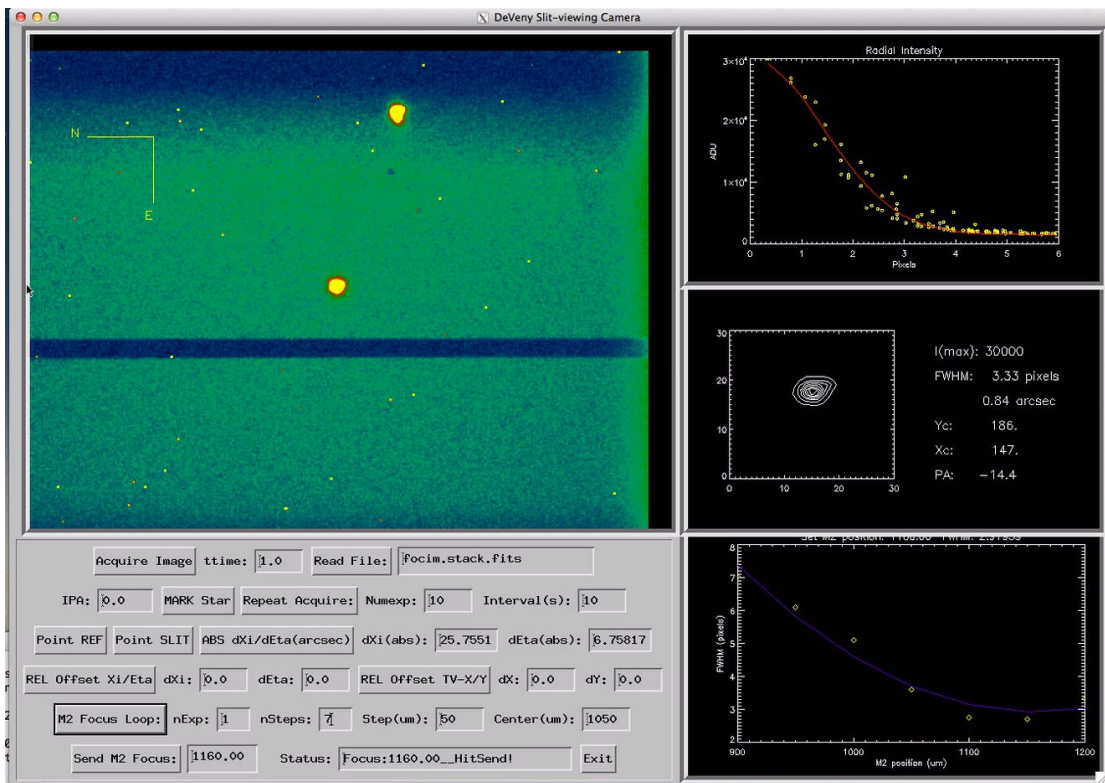 DeVeny Slit-viewing Camera
N
E
Radial Intensity
3×10⁴
2×10⁴
1×10⁴
0
ADU
0 1 2 3 4 5 6
Pixels
30
20
10
0
0 10 20 30
I(max): 30000
FWHM: 3.33 pixels
0.84 arcsec
Yc: 186.
Xc: 147.
PA: -14.4
8
7
6
5
4
3
2
FWHM (pixels)
900 1000 1100 1200
M2 position (um)
Acquire Image ttime: 1.0 Read File: focim.stack.fits
IPA: 0.0 MARK Star Repeat Acquire: Numexp: 10 Interval(s): 10
Point REF Point SLIT ABS dXi/dEta(arcsec) dXi(abs): 25.7551 dEta(abs): 6.75817
REL Offset Xi/Eta dXi: 0.0 dEta: 0.0 REL Offset TV-X/Y dX: 0.0 dY: 0.0
M2 Focus Loop: nExp: 1 nSteps: 7 Step(um): 50 Center(um): 1050
Send M2 Focus: 1160.00 Status: Focus:1160.00__HitSend! Exit